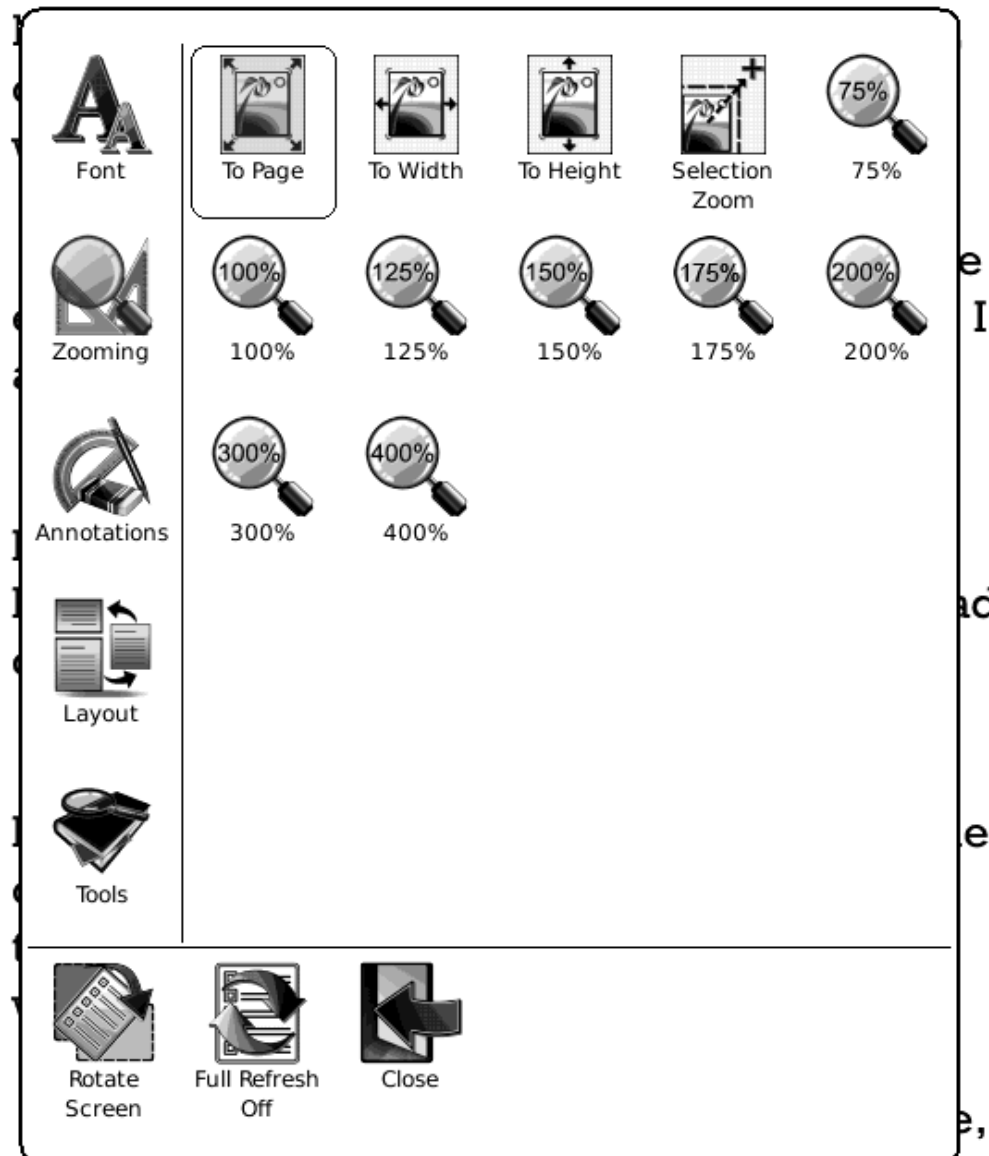 Font
To Page
To Width
To Height
Selection
Zoom
75%
75%
Zooming
100%
100%
125%
125%
150%
150%
175%
175%
200%
200%
Annotations
300%
300%
400%
400%
Layout
Tools
Rotate
Screen
Full Refresh
Off
Close
e
I
ad
e
e,